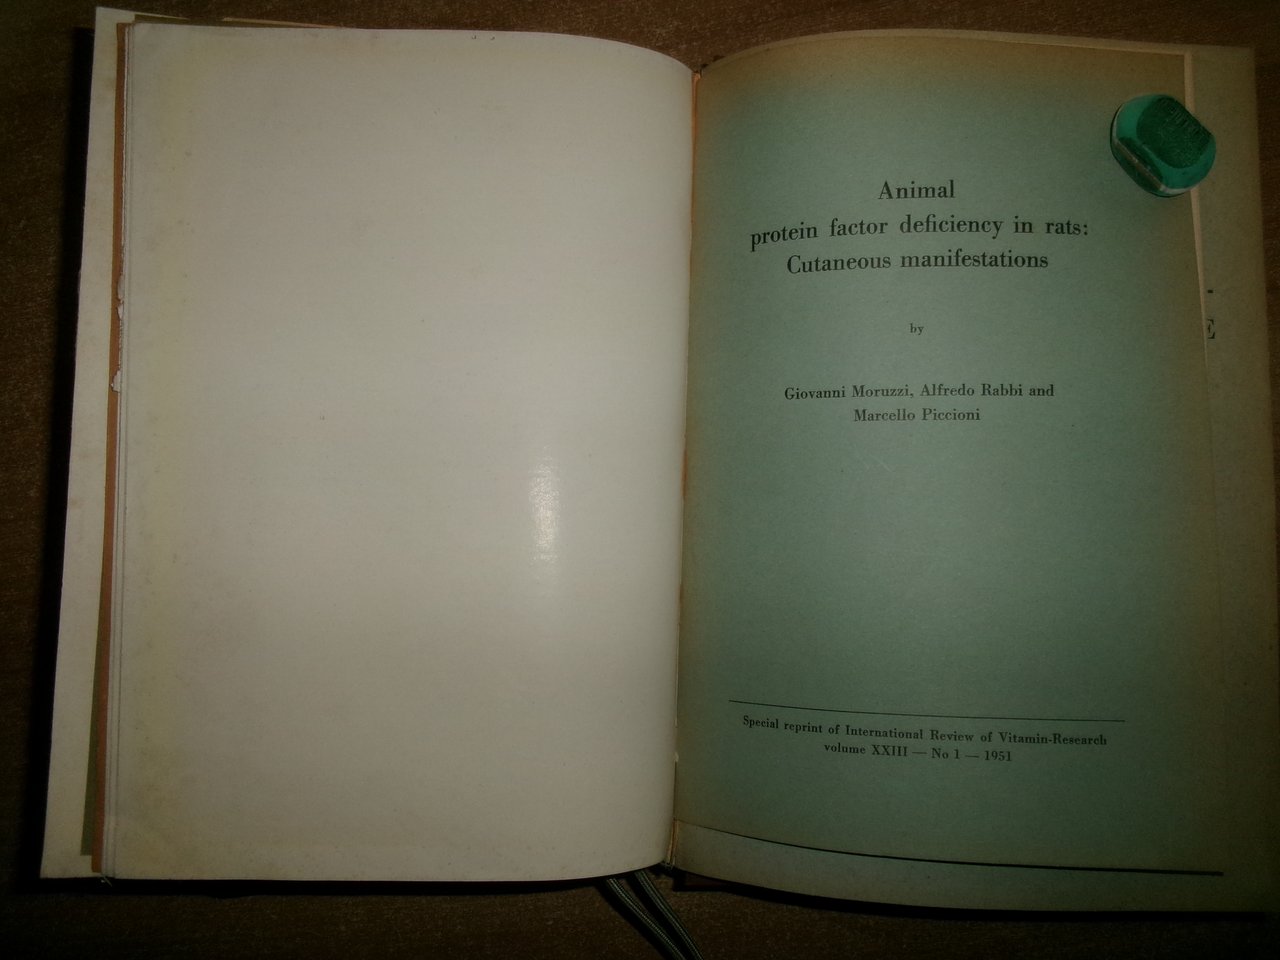 Animal
protein factor deficiency in rats:
Cutaneous manifestations
by
Giovanni Moruzzi, Alfredo Rabbi and
Marcello Piccioni
Special reprint of International Review of Vitamin-Research
volume XXIII — No 1 — 1951
E